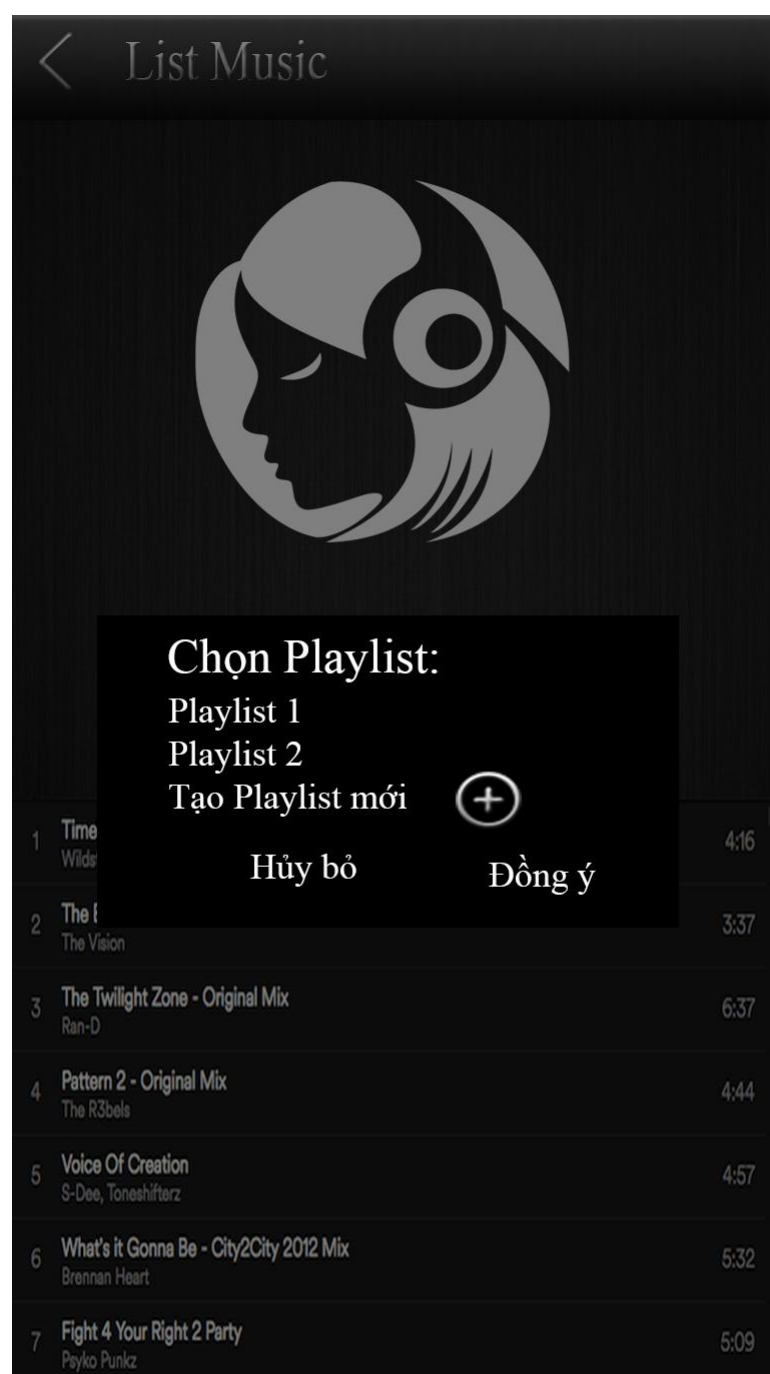 List Music
Chọn Playlist:
Playlist 1
Playlist 2
Tạo Playlist mới
Hủy bỏ Đồng ý
1 Time 4:16
2 The 3:37
The Vision
3 The Twilight Zone - Original Mix 6:37
Ran-D
4 Pattern 2 - Original Mix 4:44
The R3bels
5 Voice Of Creation 4:57
S-Dee, Toneshifterz
6 What's it Gonna Be - City2City 2012 Mix 5:32
Brennan Heart
7 Fight 4 Your Right 2 Party 5:09
Psyko Punkz